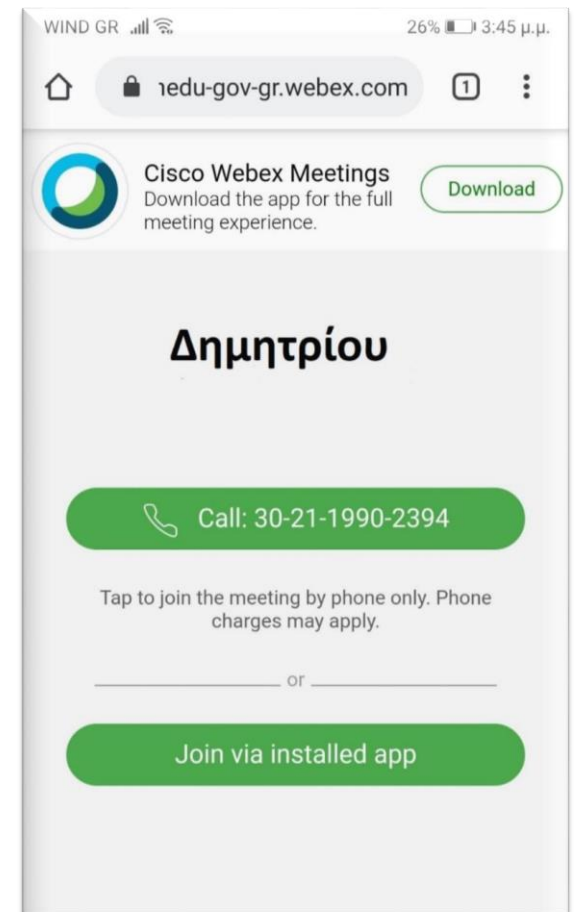 WIND GR 26% 3:45 μ.μ.
nedu-gov-gr.webex.com 1
Cisco Webex Meetings
Download the app for the full
meeting experience.
Download
Δημητρίου
Call: 30-21-1990-2394
Tap to join the meeting by phone only. Phone
charges may apply.
or
Join via installed app